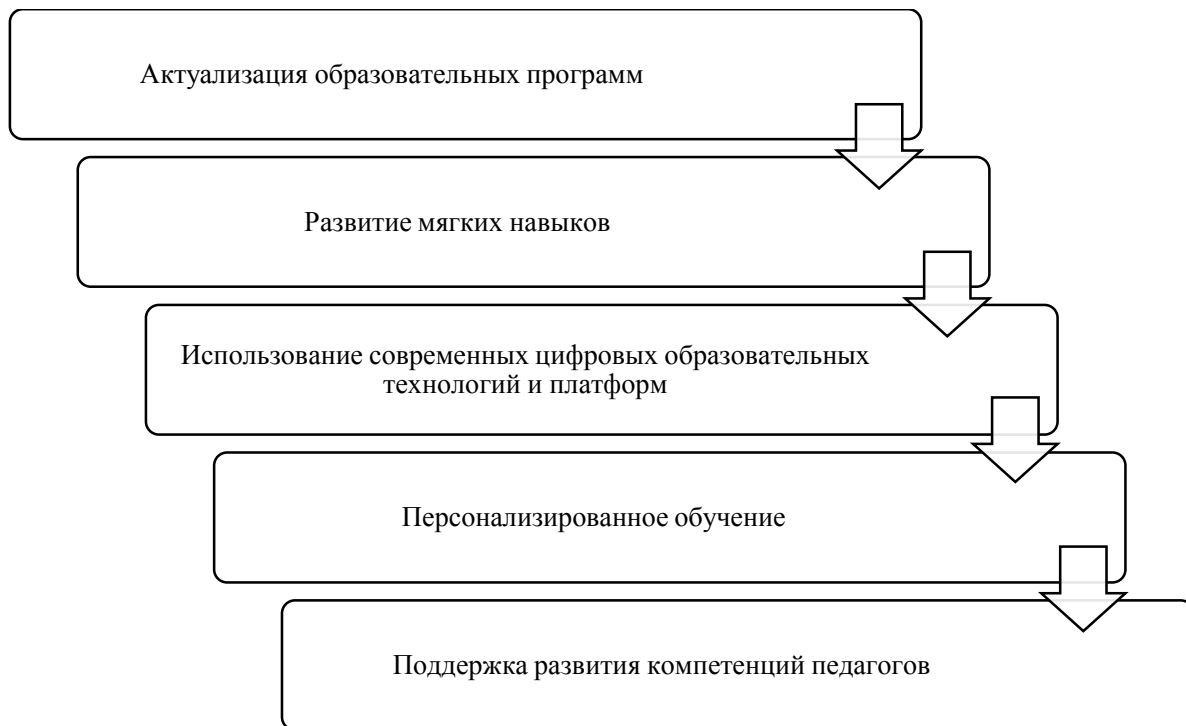 Актуализация образовательных программ
Развитие мягких навыков
Использование современных цифровых образовательных
технологий и платформ
Персонализированное обучение
Поддержка развития компетенций педагогов